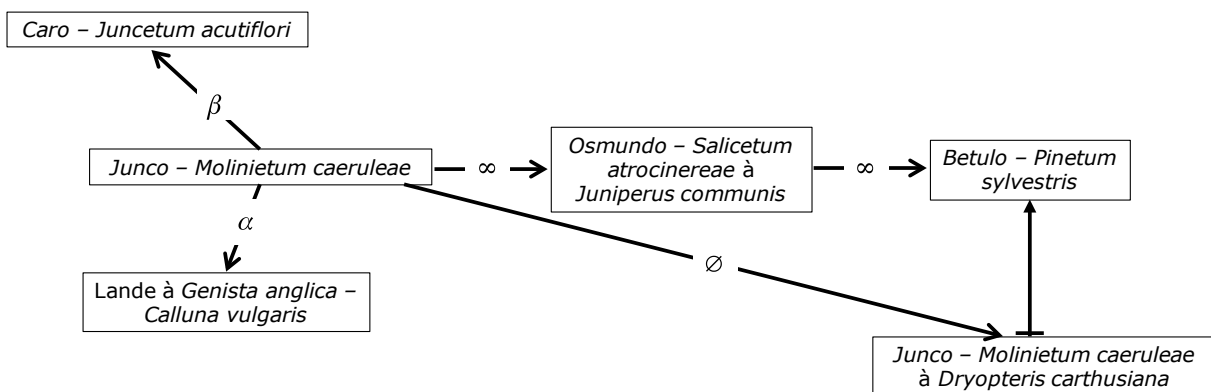 Caro – Juncetum acutiflori
β
Junco – Molinietum caeruleae
∞
Osmundo – Salicetum
atrocinereae à
Juniperus communis
∞
Betulo – Pinetum
sylvestris
α
∅
Lande à Genista anglica –
Calluna vulgaris
Junco – Molinietum caeruleae
à Dryopteris carthusiana